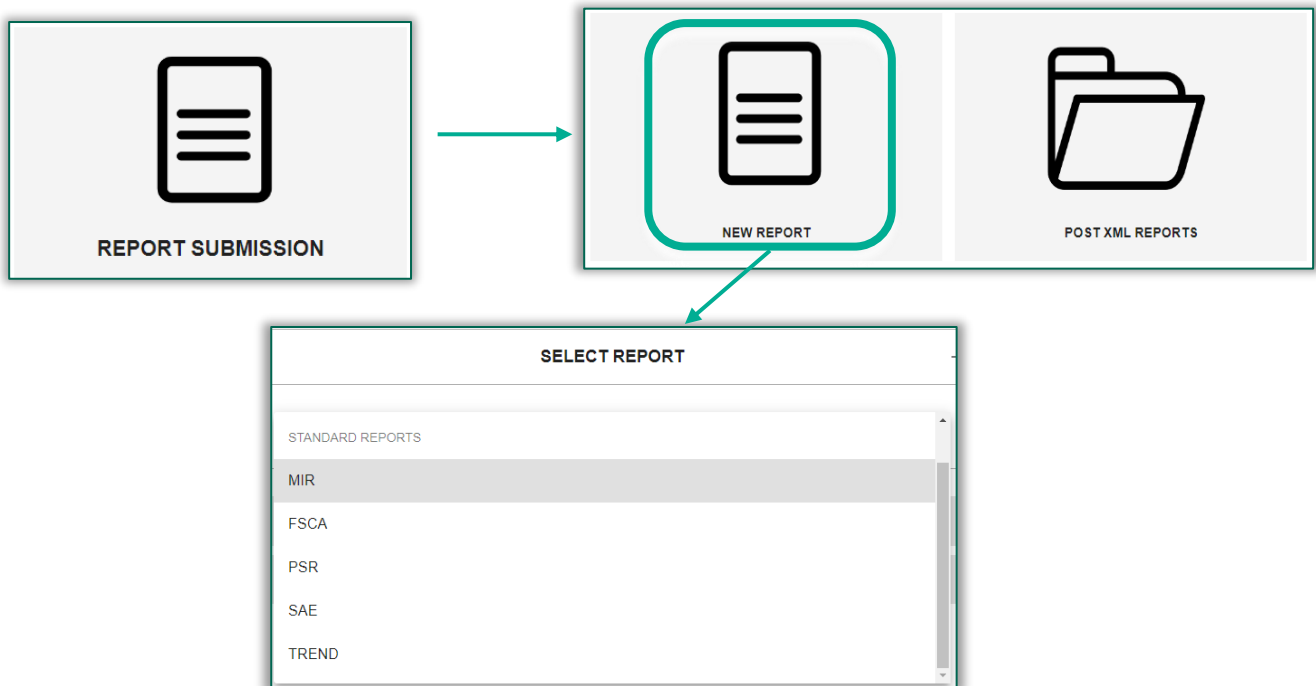 REPORT SUBMISSION
NEW REPORT
POST XML REPORTS
SELECT REPORT
STANDARD REPORTS
MIR
FSCA
PSR
SAE
TREND